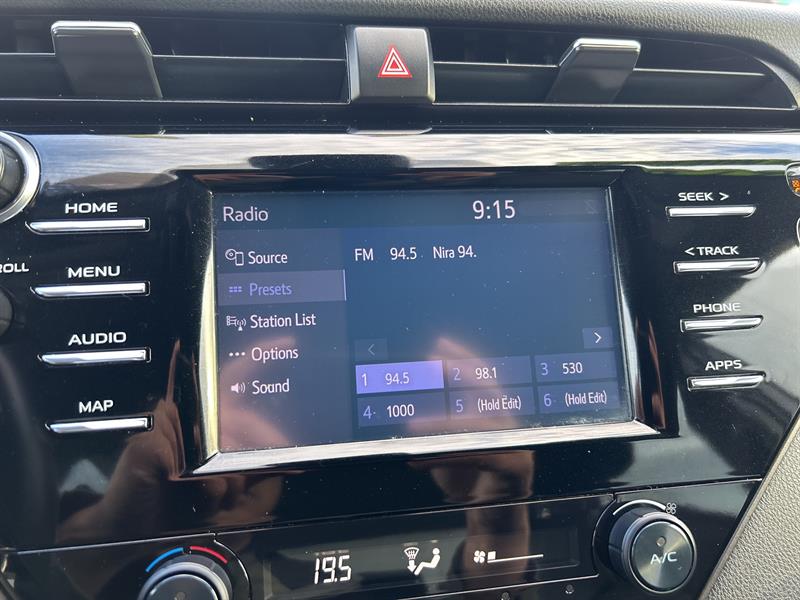 HOME
MENU
AUDIO
MAP
Radio 9:15
Source
Presets
Station List
Options
Sound
FM 94.5 Nira 94.
< >
1 94.5 2 98.1 3 530
4 1000 5 (Hold Edit) 6 (Hold Edit)
SEEK >
< TRACK
PHONE
APPS
19.5
A/C